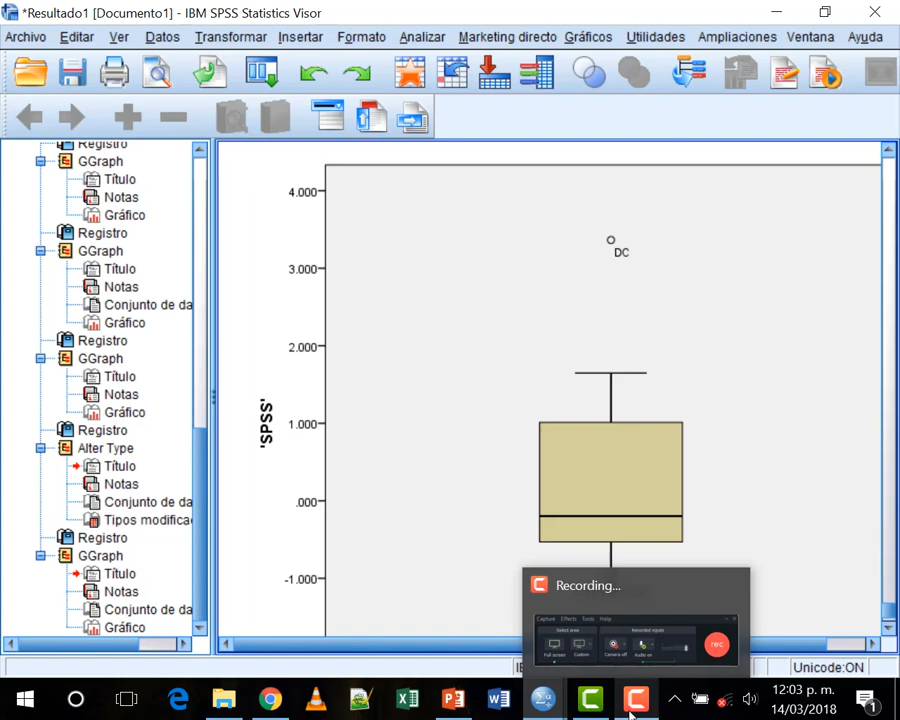 *Resultado1 [Documento1] - IBM SPSS Statistics Visor
Archivo Editar Ver Datos Transformar Insertar Formato Analizar Marketing directo Gráficos Utilidades Ampliaciones Ventana Ayuda
Registro
GGraph
Título
Notas
Gráfico
Registro
GGraph
Título
Notas
Conjunto de da
Gráfico
Registro
GGraph
Título
Notas
Gráfico
Registro
Alter Type
Título
Notas
Conjunto de da
Tipos modifica
Registro
GGraph
Título
Notas
Conjunto de da
Gráfico
'SPSS'
4.000
3.000
2.000
1.000
.000
-1.000
DC
Recording...
Capture Effects Tools Help
Select area
Recorded inputs
Full screen
Custom
Camera off
Audio on
rec
Unicode:ON
12:03 p. m.
14/03/2018
1